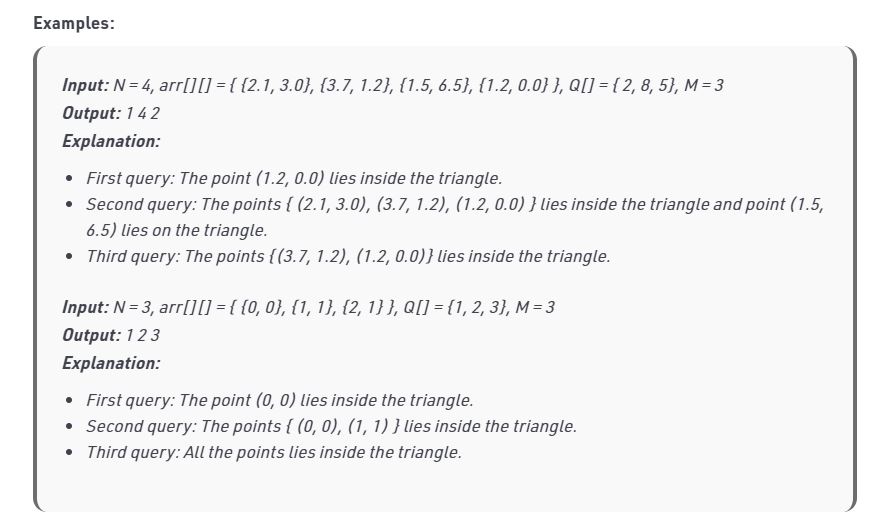 Examples:
Input: N = 4, arr[][] = { {2.1, 3.0}, {3.7, 1.2}, {1.5, 6.5}, {1.2, 0.0} }, Q[] = { 2, 8, 5}, M = 3
Output: 1 4 2
Explanation:
• First query: The point (1.2, 0.0) lies inside the triangle.
• Second query: The points { (2.1, 3.0), (3.7, 1.2), (1.2, 0.0) } lies inside the triangle and point (1.5,
6.5) lies on the triangle.
• Third query: The points {(3.7, 1.2), (1.2, 0.0)} lies inside the triangle.
Input: N = 3, arr[][] = { {0, 0}, {1, 1}, {2, 1} }, Q[] = {1, 2, 3}, M = 3
Output: 1 2 3
Explanation:
• First query: The point (0, 0) lies inside the triangle.
• Second query: The points { (0, 0), (1, 1) } lies inside the triangle.
• Third query: All the points lies inside the triangle.